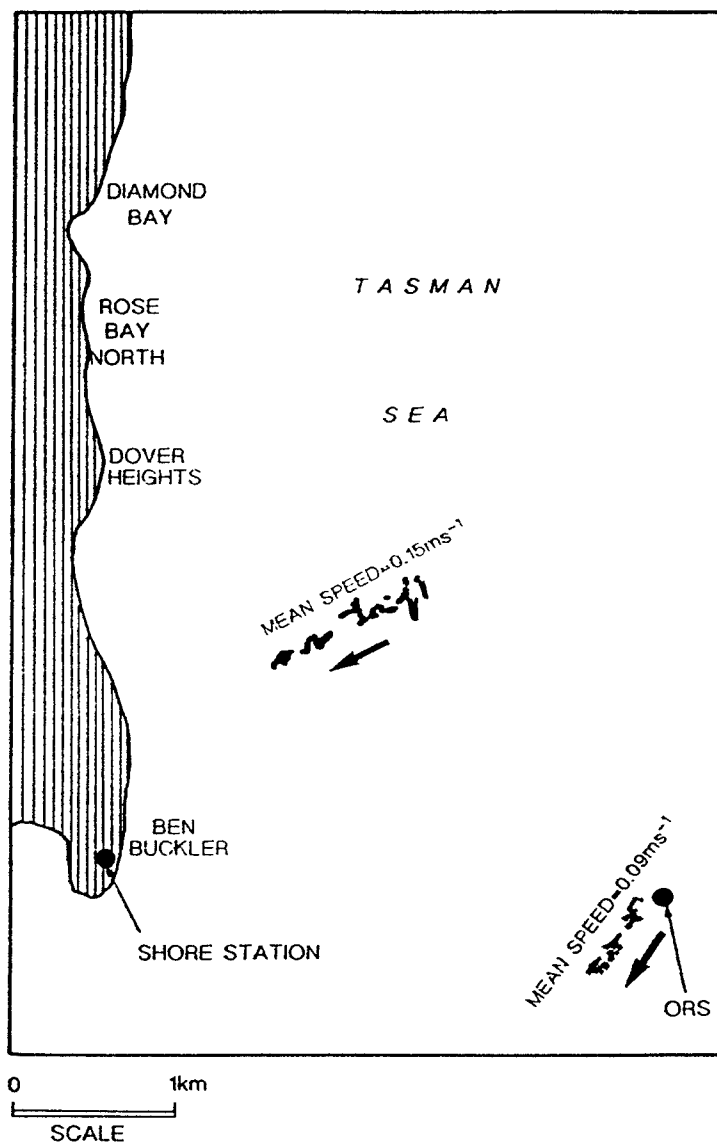 DIAMOND
BAY
TASMAN
ROSE
BAY
NORTH
SEA
DOVER
HEIGHTS
MEAN SPEED=0.15ms⁻¹
BEN
BUCKLER
MEAN SPEED=0.09ms⁻¹
SHORE STATION
ORS
0 1km
SCALE